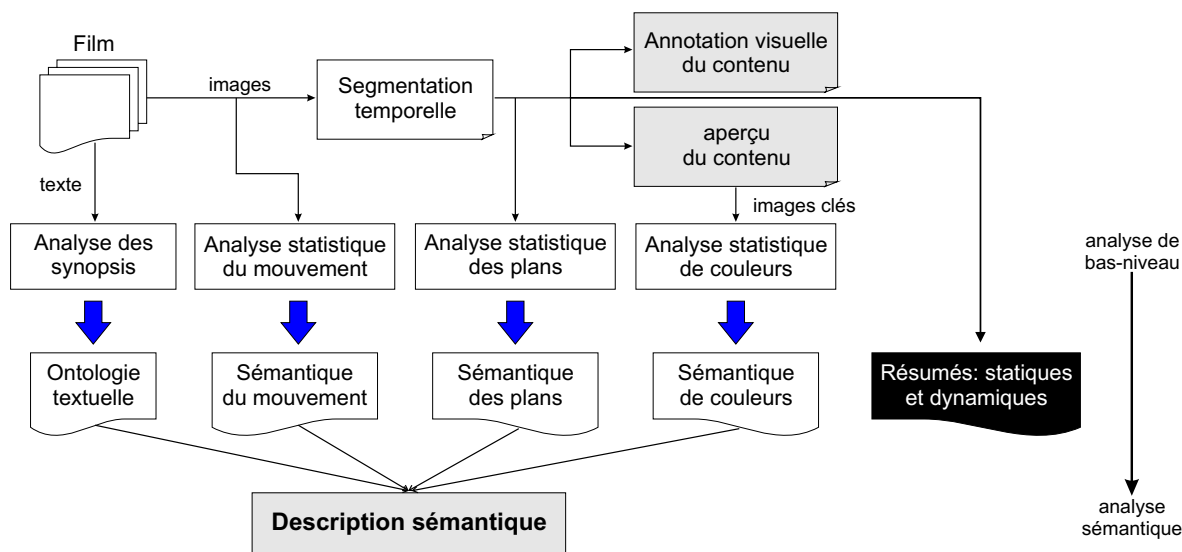 Film
images
Segmentation
temporelle
Annotation visuelle
du contenu
aperçu
du contenu
texte
images clés
Analyse des
synopsis
Analyse statistique
du mouvement
Analyse statistique
des plans
Analyse statistique
de couleurs
analyse de
bas-niveau
Ontologie
textuelle
Sémantique
du mouvement
Sémantique
des plans
Sémantique
de couleurs
Résumés: statiques
et dynamiques
Description sémantique
analyse
sémantique